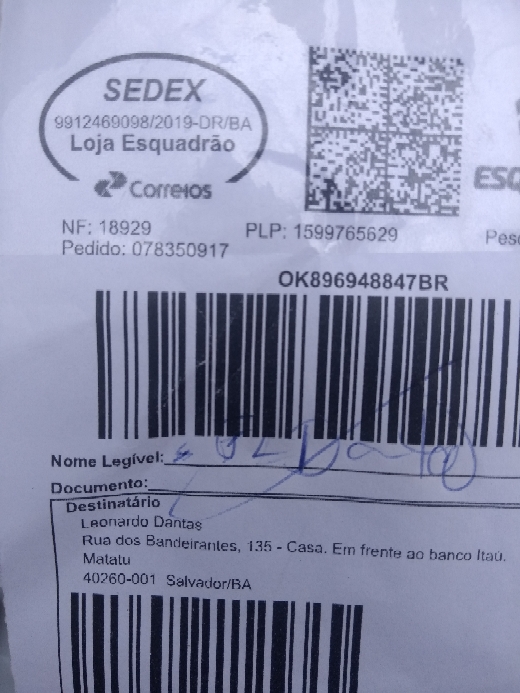 SEDEX
9912469098/2019-DR/BA
Loja Esquadrão
Correios
ESQ
NF: 18929
PLP: 1599765629
Pedido: 078350917
Pes
OK896948847BR
Nome Legível:
Documento:
Destinatário
Leonardo Dantas
Rua dos Bandeirantes, 135 - Casa. Em frente ao banco Itaú.
Matatu
40260-001 Salvador/BA